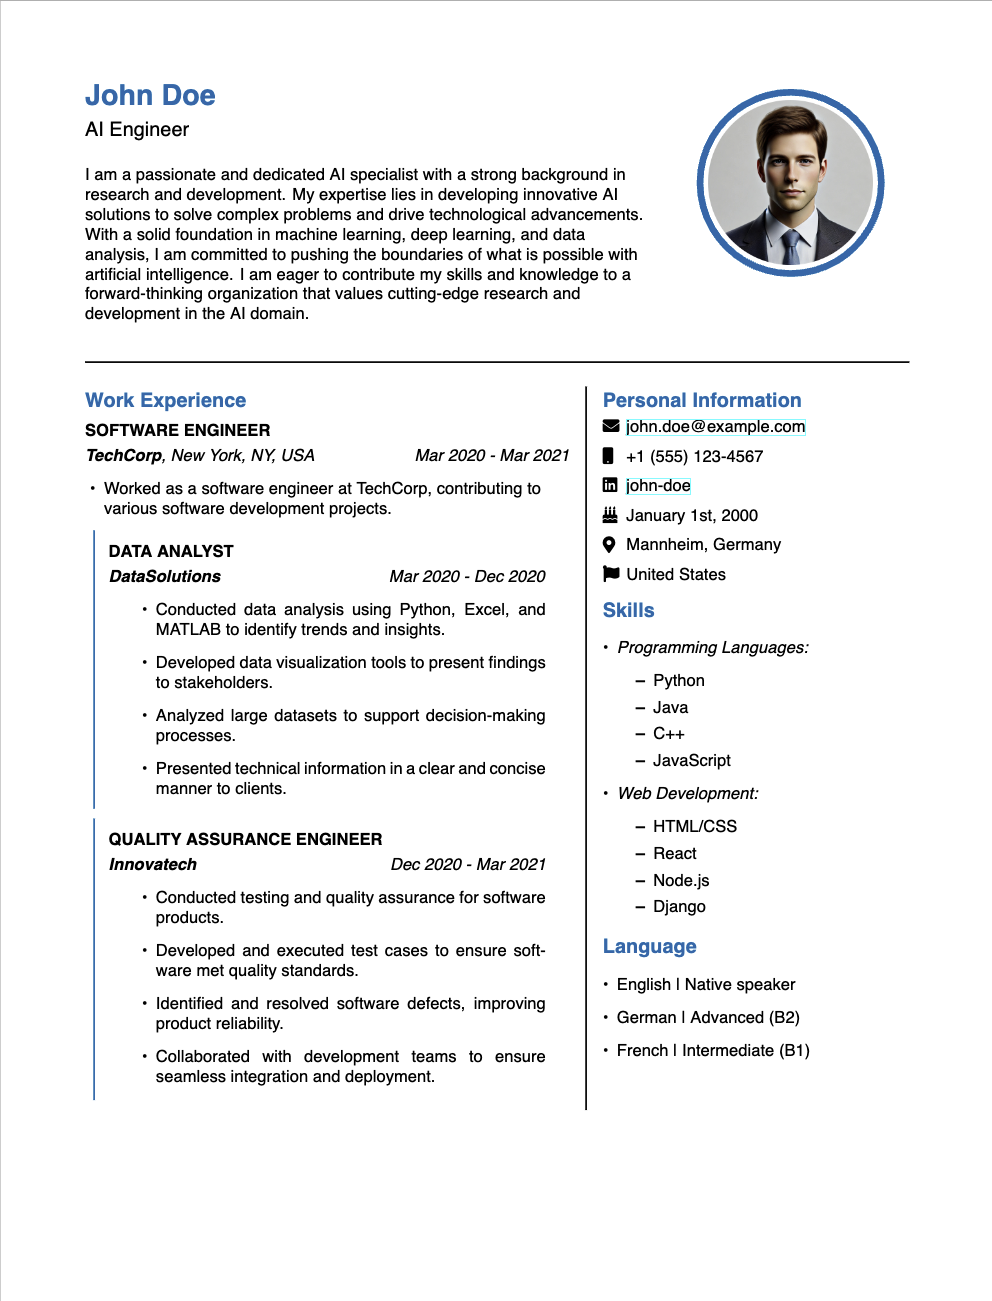 John Doe
AI Engineer
I am a passionate and dedicated AI specialist with a strong background in
research and development. My expertise lies in developing innovative AI
solutions to solve complex problems and drive technological advancements.
With a solid foundation in machine learning, deep learning, and data
analysis, I am committed to pushing the boundaries of what is possible with
artificial intelligence. I am eager to contribute my skills and knowledge to a
forward-thinking organization that values cutting-edge research and
development in the AI domain.
Work Experience
SOFTWARE ENGINEER
TechCorp, New York, NY, USA Mar 2020 - Mar 2021
• Worked as a software engineer at TechCorp, contributing to
various software development projects.
DATA ANALYST
DataSolutions Mar 2020 - Dec 2020
• Conducted data analysis using Python, Excel, and
MATLAB to identify trends and insights.
• Developed data visualization tools to present findings
to stakeholders.
• Analyzed large datasets to support decision-making
processes.
• Presented technical information in a clear and concise
manner to clients.
QUALITY ASSURANCE ENGINEER
Innovatech Dec 2020 - Mar 2021
• Conducted testing and quality assurance for software
products.
• Developed and executed test cases to ensure soft-
ware met quality standards.
• Identified and resolved software defects, improving
product reliability.
• Collaborated with development teams to ensure
seamless integration and deployment.
Personal Information
john.doe@example.com
+1 (555) 123-4567
john-doe
January 1st, 2000
Mannheim, Germany
United States
Skills
• Programming Languages:
– Python
– Java
– C++
– JavaScript
• Web Development:
– HTML/CSS
– React
– Node.js
– Django
Language
• English | Native speaker
• German | Advanced (B2)
• French | Intermediate (B1)